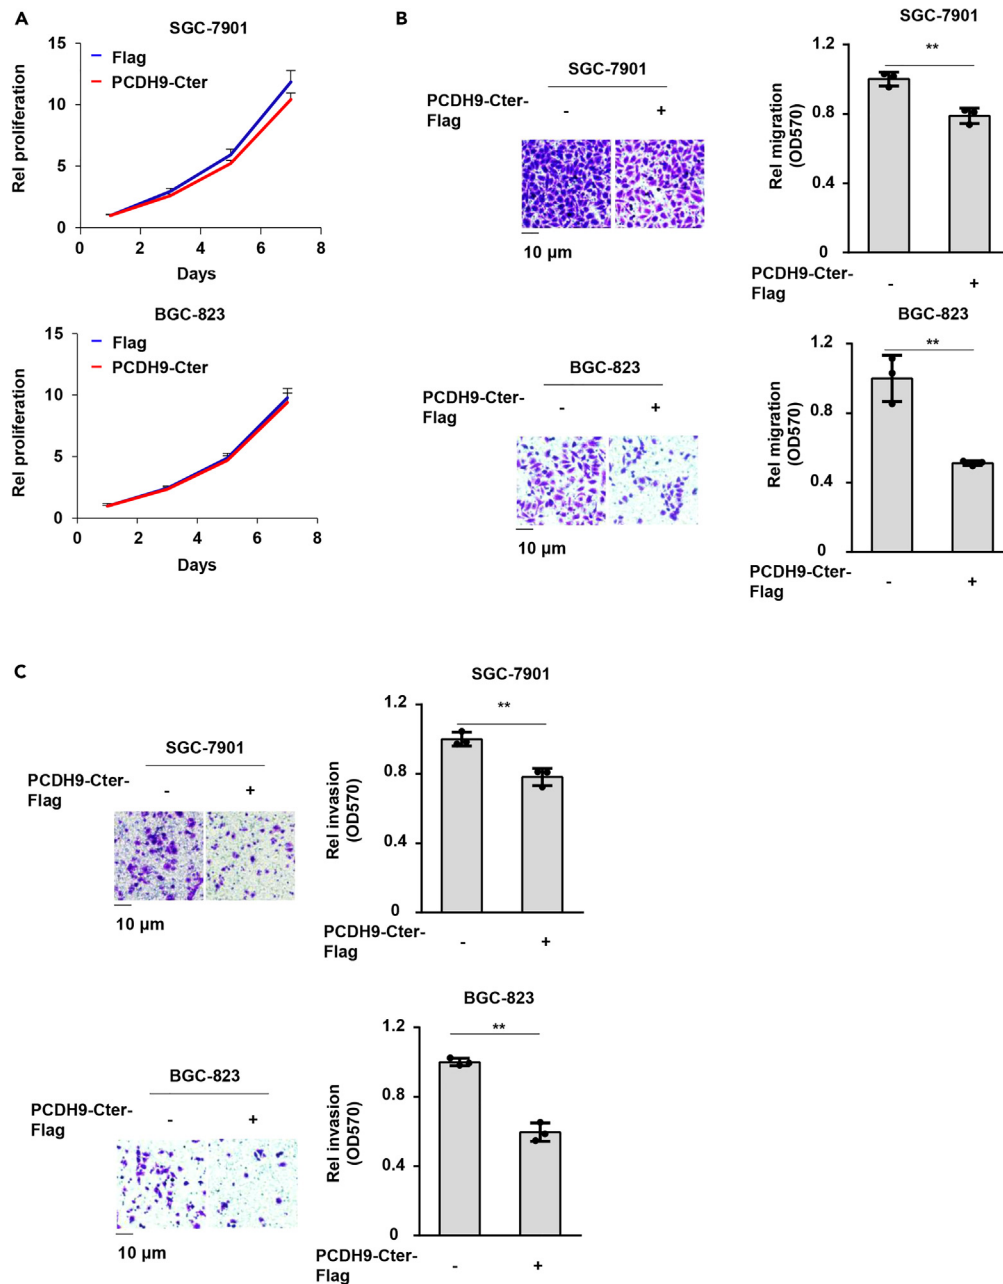 A
SGC-7901
15
10
5
0
Rel proliferation
Flag
PCDH9-Cter
0 2 4 6 8
Days
BGC-823
15
10
5
0
Rel proliferation
Flag
PCDH9-Cter
0 2 4 6 8
Days
B
SGC-7901
PCDH9-Cter-
Flag
- +
10 µm
SGC-7901
1.2
0.8
0.4
0
Rel migration
(OD570)
**
PCDH9-Cter-
Flag
- +
BGC-823
PCDH9-Cter-
Flag
- +
10 µm
BGC-823
1.2
0.8
0.4
0
Rel migration
(OD570)
**
PCDH9-Cter-
Flag
- +
C
SGC-7901
PCDH9-Cter-
Flag
- +
10 µm
SGC-7901
1.2
0.8
0.4
0
Rel invasion
(OD570)
**
PCDH9-Cter-
Flag
- +
BGC-823
PCDH9-Cter-
Flag
- +
10 µm
BGC-823
1.2
0.8
0.4
0
Rel invasion
(OD570)
**
PCDH9-Cter-
Flag
- +